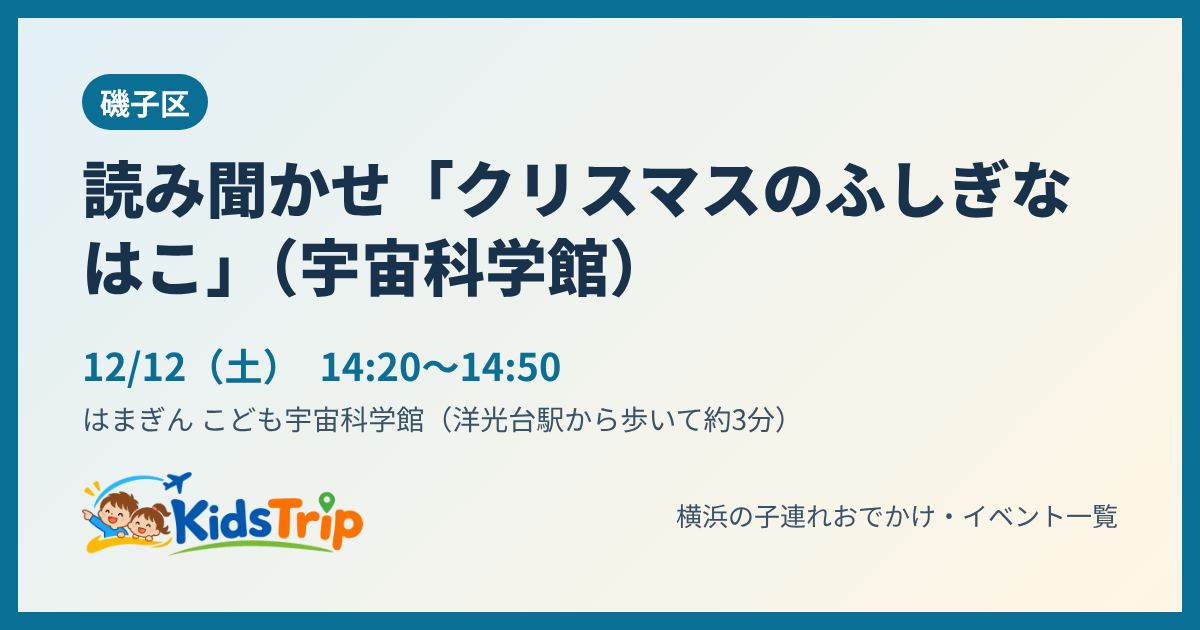 磯子区
読み聞かせ「クリスマスのふしぎな
はこ」（宇宙科学館）
12/12（土） 14:20〜14:50
はまぎん こども宇宙科学館（洋光台駅から歩いて約3分）
KidsTrip
横浜の子連れおでかけ・イベント一覧